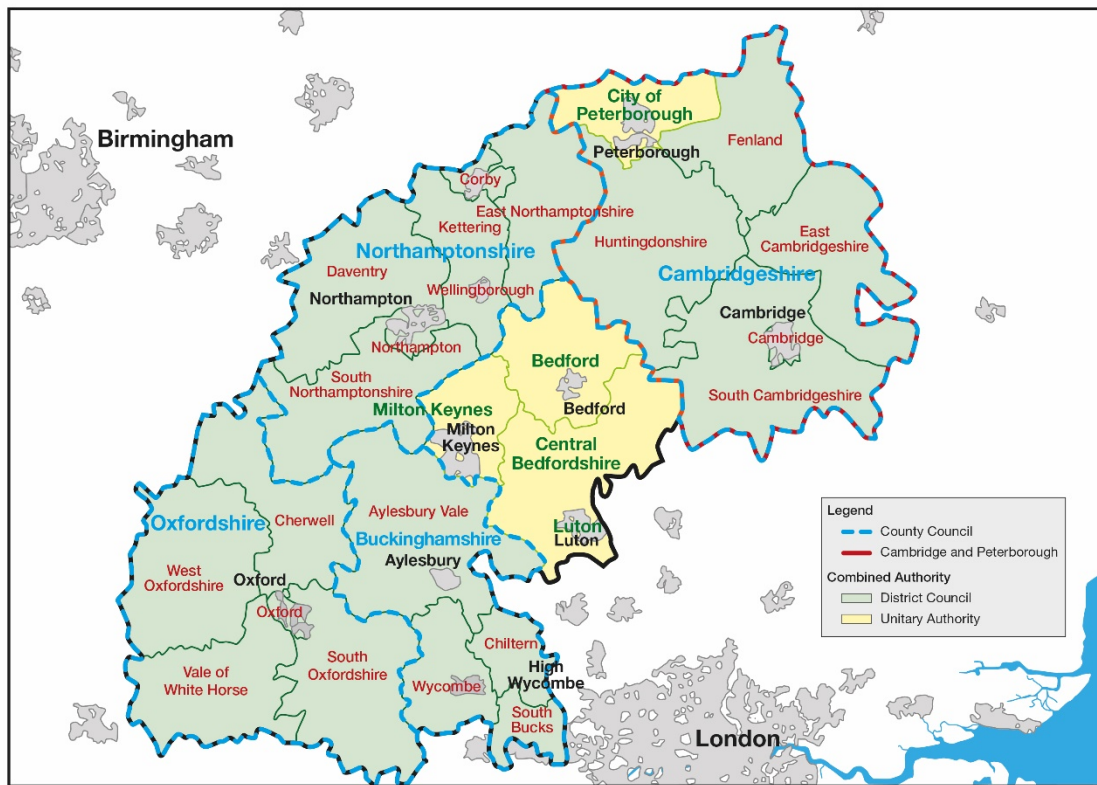 City of
Peterborough
Peterborough
Fenland
Birmingham
Corby
East Northamptonshire
Kettering
Huntingdonshire
East
Cambridgeshire
Northamptonshire
Cambridgeshire
Daventry
Wellingborough
Northampton
Cambridge
Cambridge
Northampton
Bedford
South
Northamptonshire
South Cambridgeshire
Bedford
Milton Keynes
Milton
Keynes
Central
Bedfordshire
Aylesbury Vale
Oxfordshire
Cherwell
Buckinghamshire
Luton
Luton
Aylesbury
West
Oxfordshire
Oxford
Oxford
Chiltern
Vale of
White Horse
South
Oxfordshire
Wycombe
High
Wycombe
South
Bucks
London
Legend
County Council
Cambridge and Peterborough
Combined Authority
District Council
Unitary Authority